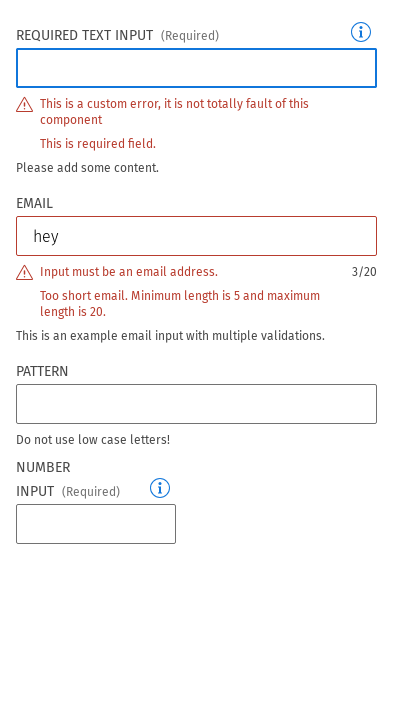 REQUIRED TEXT INPUT (Required)
This is a custom error, it is not totally fault of this
component
This is required field.
Please add some content.
EMAIL
hey
Input must be an email address. 3/20
Too short email. Minimum length is 5 and maximum
length is 20.
This is an example email input with multiple validations.
PATTERN
Do not use low case letters!
NUMBER
INPUT (Required)